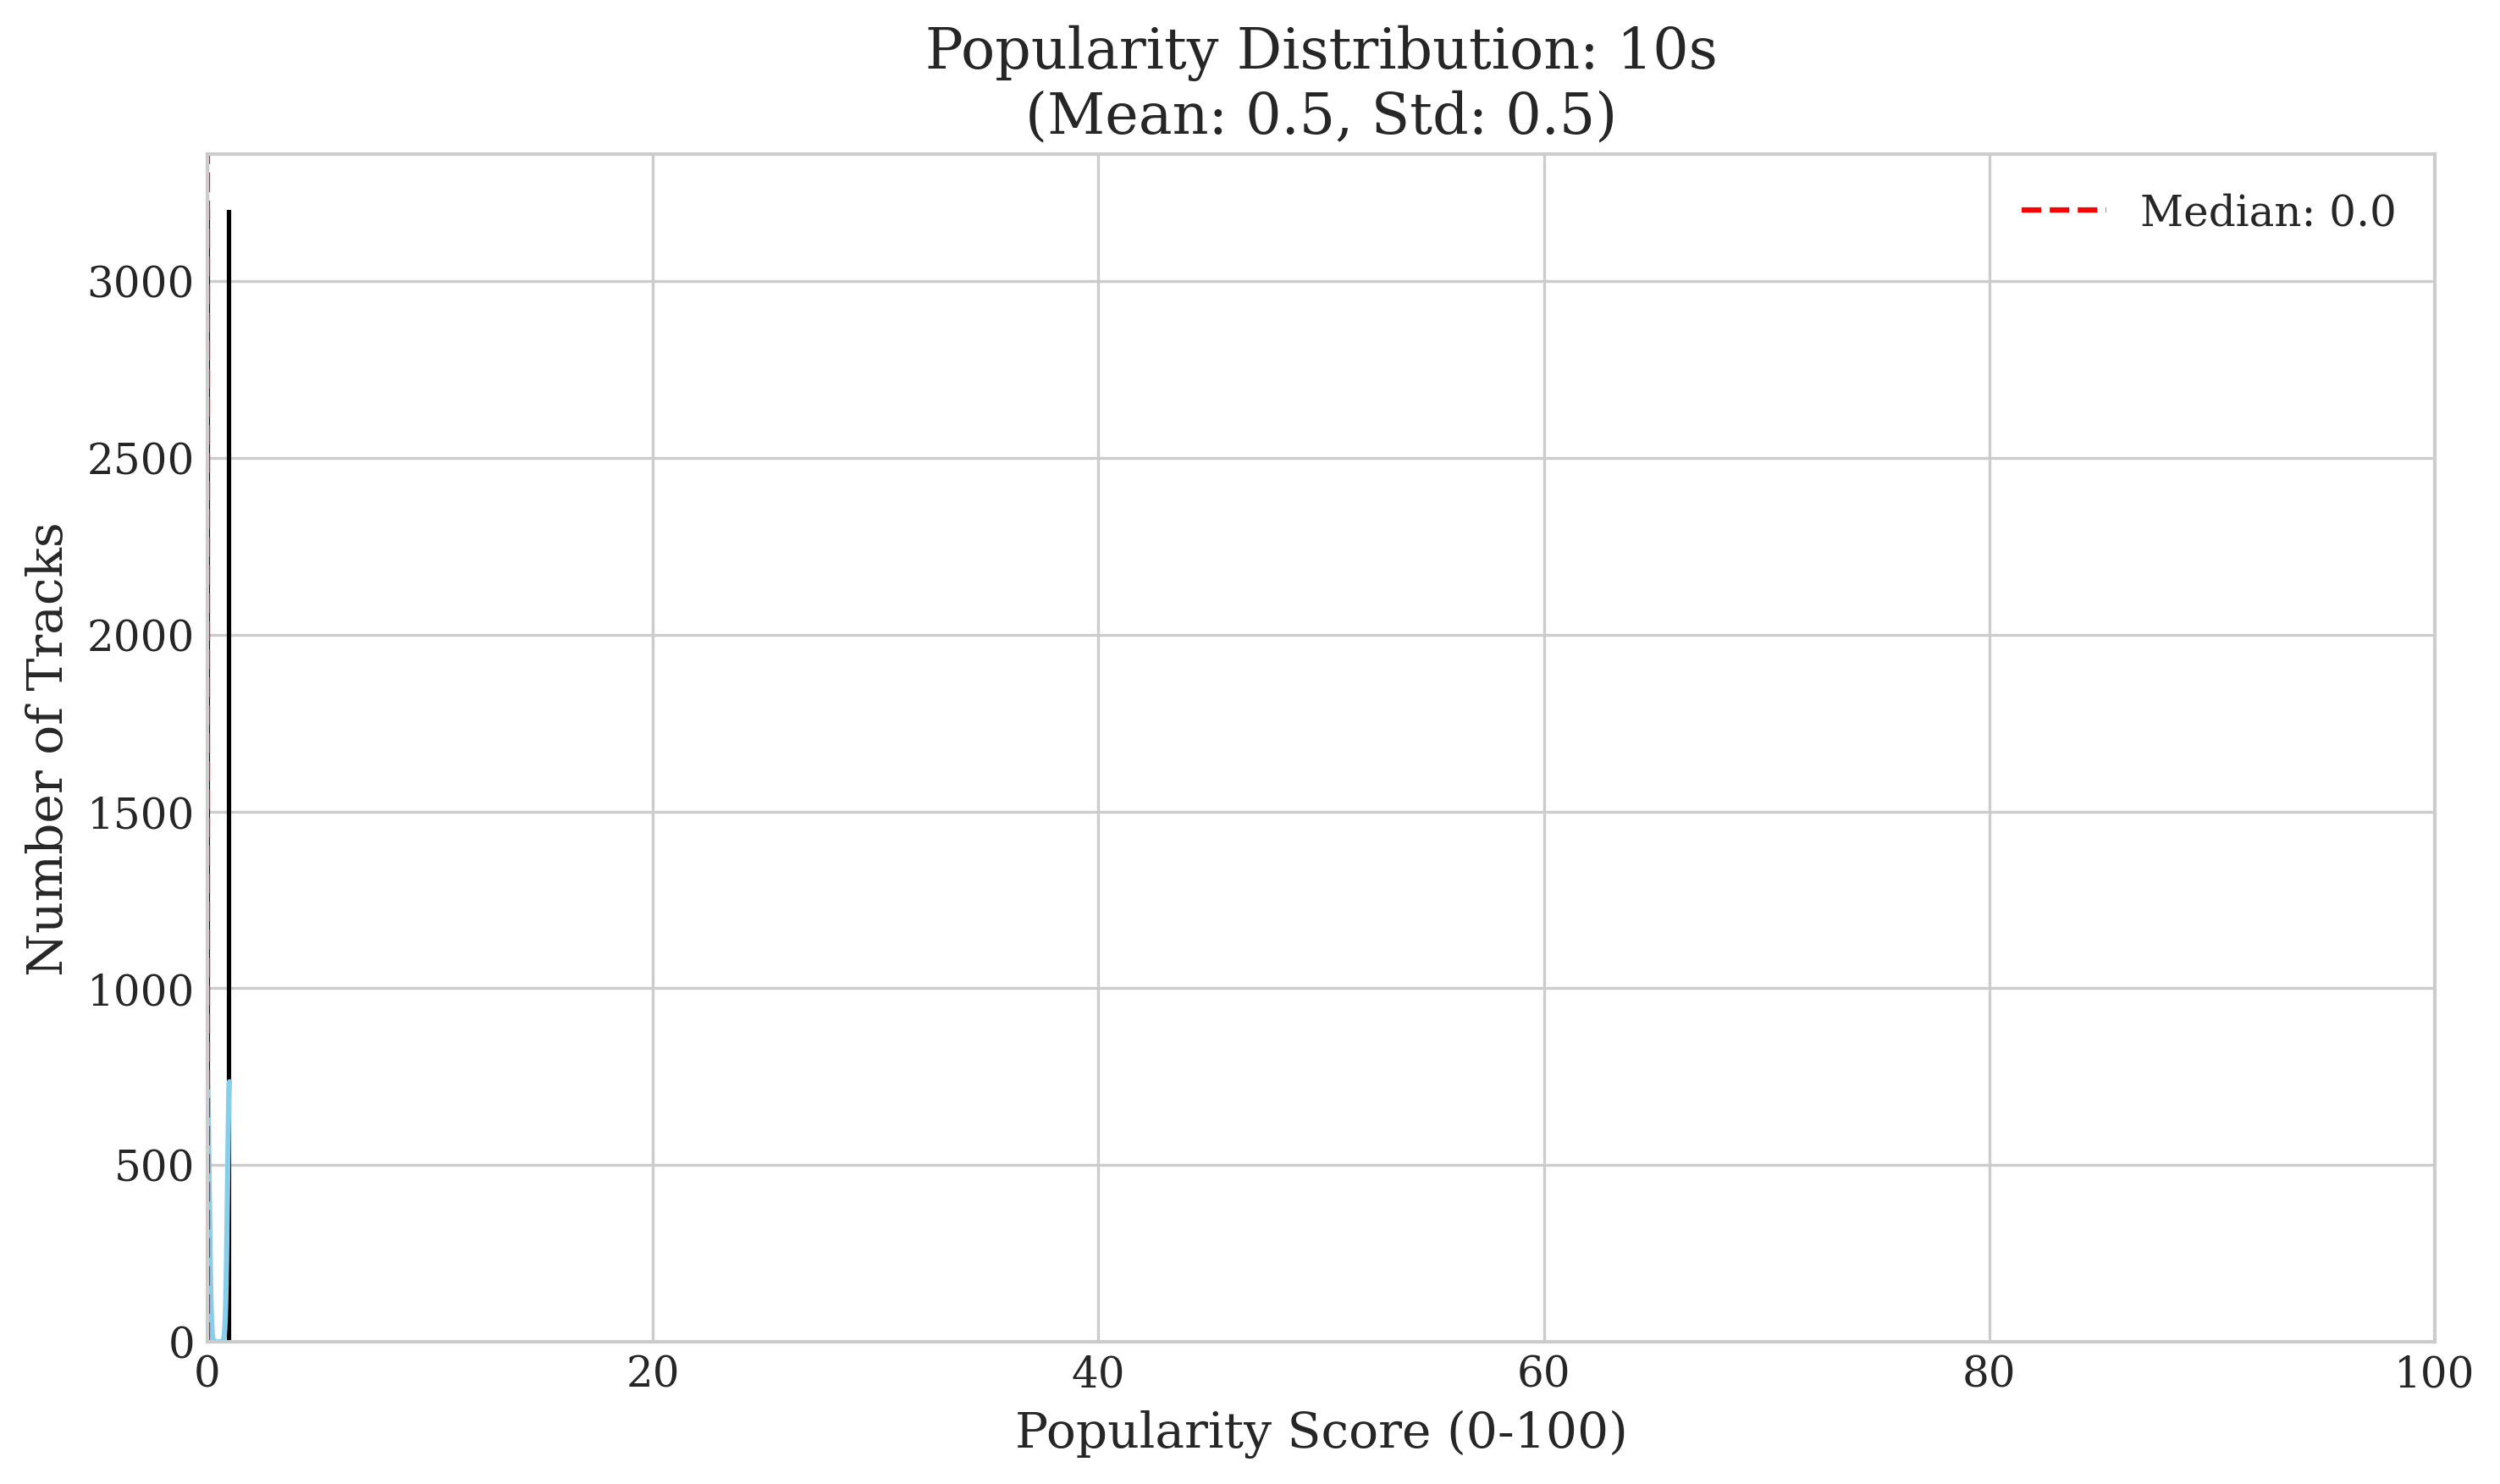 Popularity Distribution: 10s
(Mean: 0.5, Std: 0.5)
Median: 0.0
3000
2500
2000
1500
1000
500
0
Number of Tracks
0 20 40 60 80 100
Popularity Score (0-100)